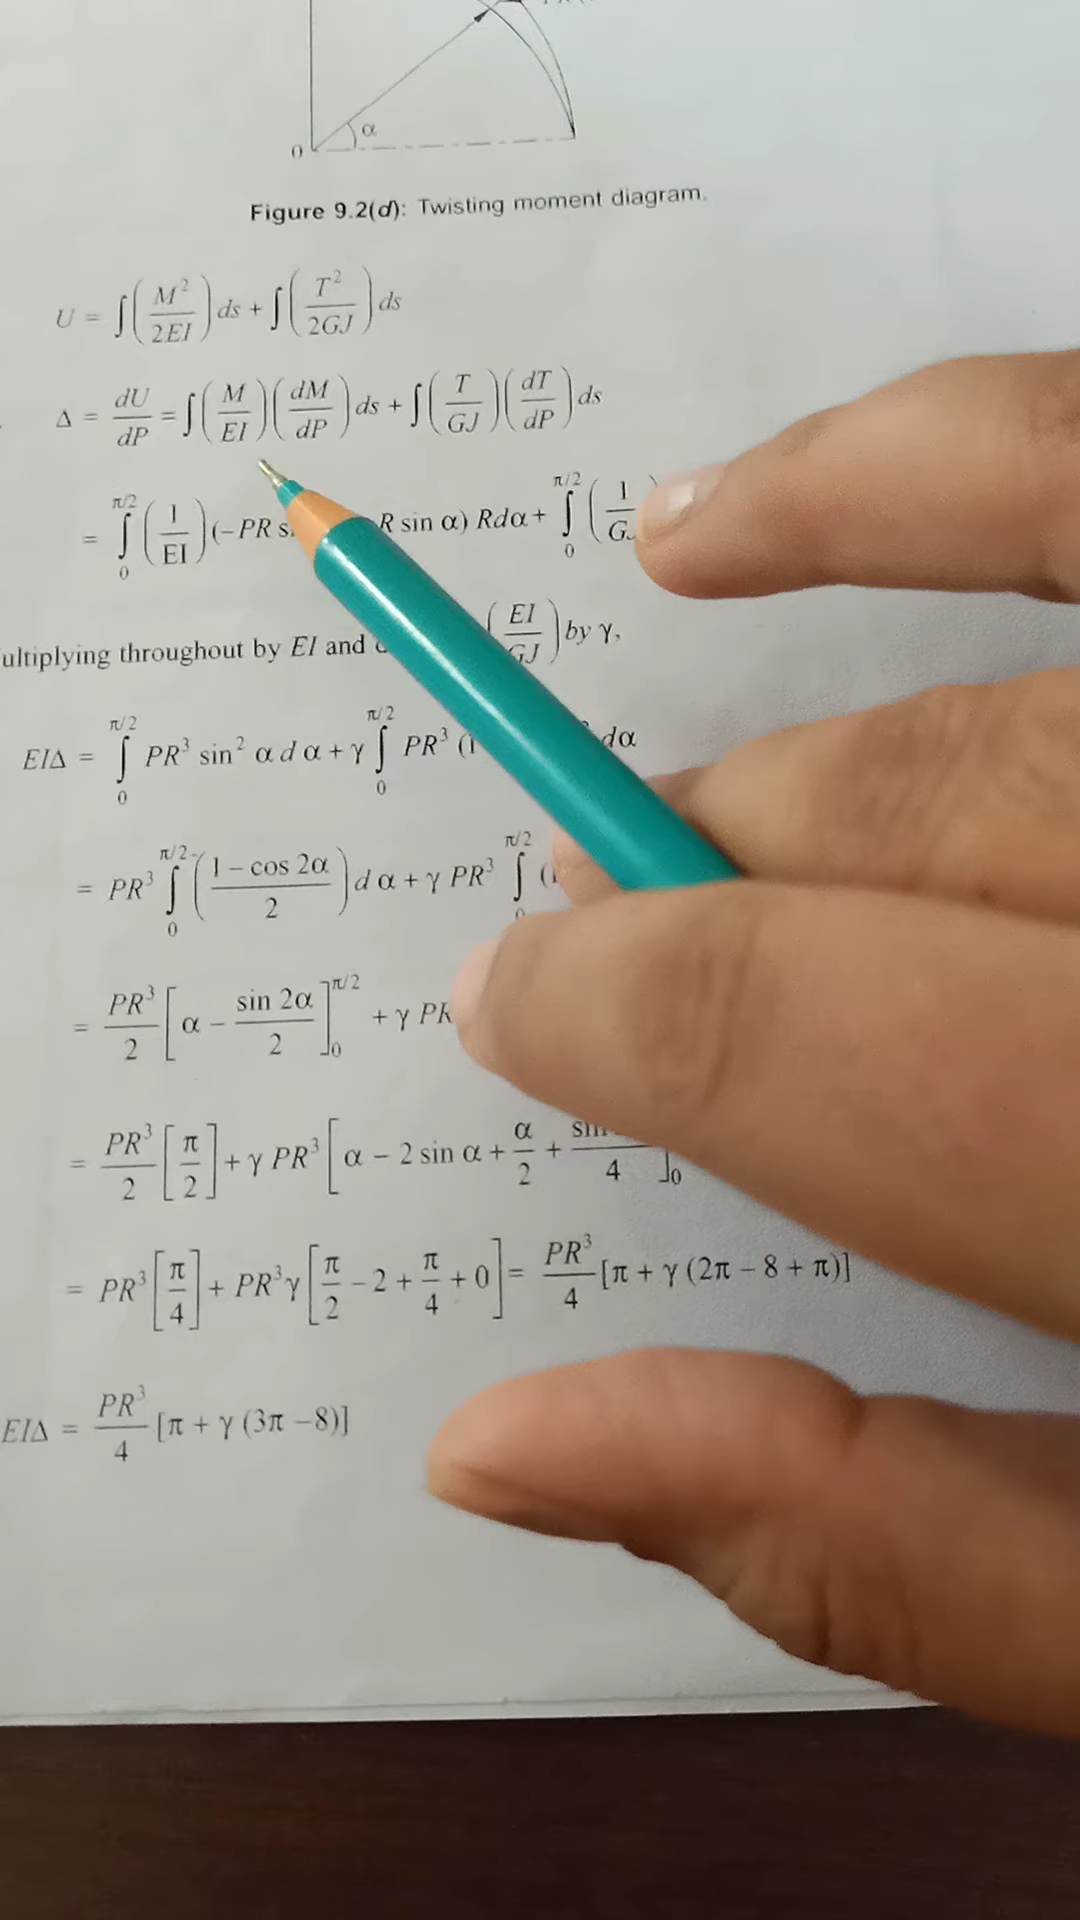 α
0
Figure 9.2(d): Twisting moment diagram.
U = ∫(M²/2EI) ds + ∫(T²/2GJ) ds
Δ = dU/dP = ∫(M/EI)(dM/dP) ds + ∫(T/GJ)(dT/dP) ds
= ∫₀^{π/2} (1/EI) (−PR R sin α) Rdα + ∫₀^{π/2} (1/
ultiplying throughout by EI and (EI/GJ) by γ,
EIΔ = ∫₀^{π/2} PR³ sin² α d α + γ ∫₀^{π/2} PR³ ( dα
= PR³ ∫₀^{π/2} ((1 − cos 2α)/2) d α + γ PR³ ∫₀^{π/2} (
= PR³/2 [α − sin 2α/2]₀^{π/2} + γ PR
= PR³/2 [π/2] + γ PR³ [α − 2 sin α + α/2 + /4]₀
= PR³ [π/4] + PR³γ [π/2 − 2 + π/4 + 0] = PR³/4 [π + γ (2π − 8 + π)]
EIΔ = PR³/4 [π + γ (3π −8)]